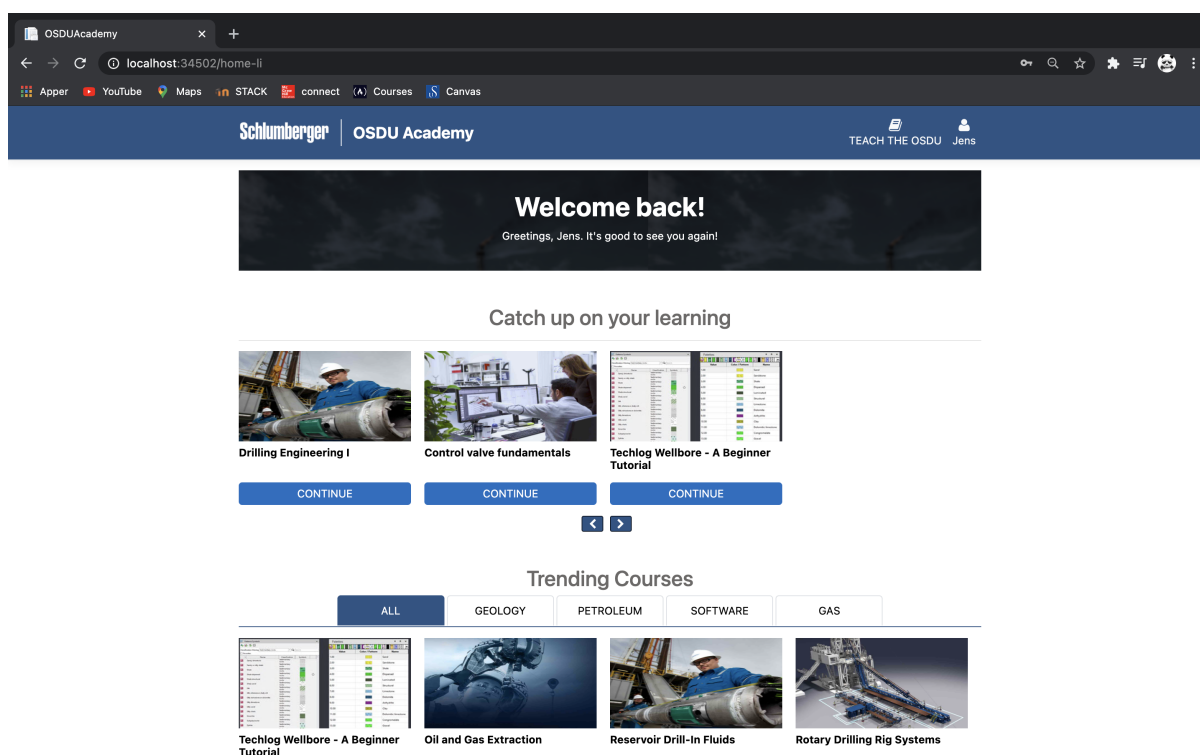 OSDUAcademy
localhost:34502/home-li
Apper YouTube Maps STACK connect Courses Canvas
Schlumberger OSDU Academy
TEACH THE OSDU Jens
Welcome back!
Greetings, Jens. It's good to see you again!
Catch up on your learning
Drilling Engineering I
Control valve fundamentals
Techlog Wellbore - A Beginner
Tutorial
CONTINUE CONTINUE CONTINUE
Trending Courses
ALL GEOLOGY PETROLEUM SOFTWARE GAS
Techlog Wellbore - A Beginner
Tutorial
Oil and Gas Extraction
Reservoir Drill-In Fluids
Rotary Drilling Rig Systems